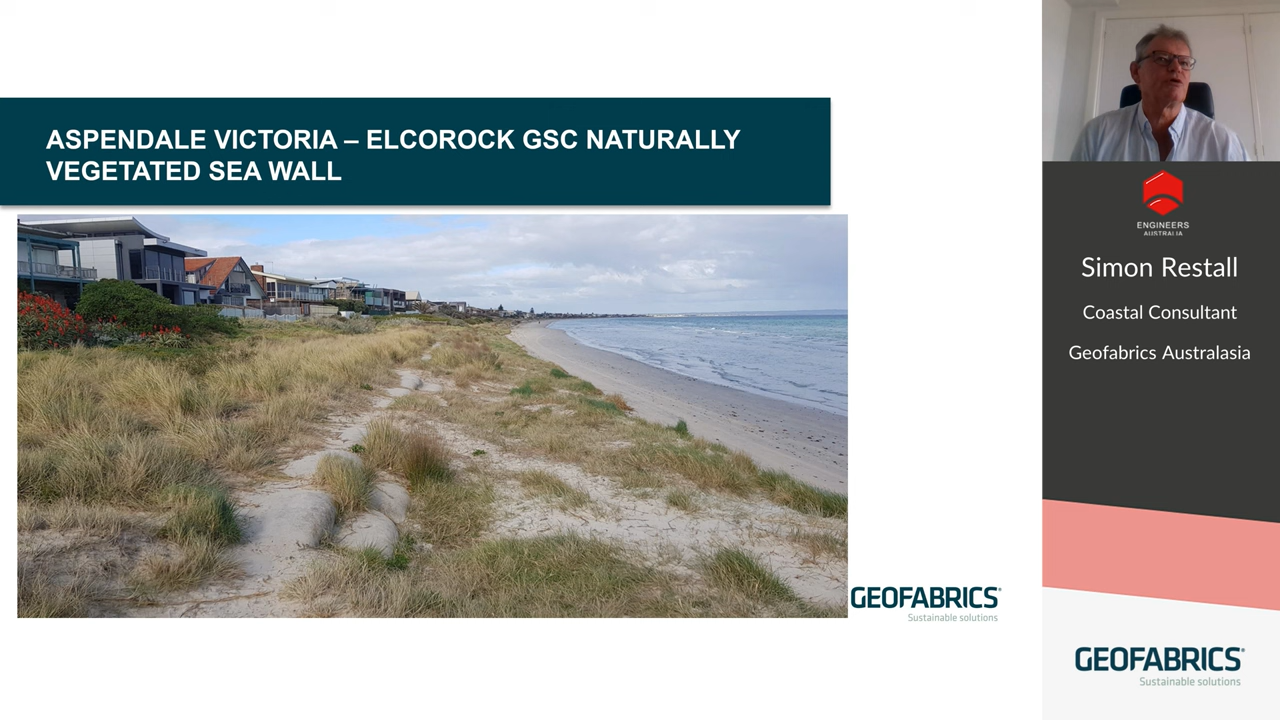 ASPENDALE VICTORIA – ELCOROCK GSC NATURALLY
VEGETATED SEA WALL
GEOFABRICS®
Sustainable solutions
ENGINEERS
AUSTRALIA
Simon Restall
Coastal Consultant
Geofabrics Australasia
GEOFABRICS®
Sustainable solutions